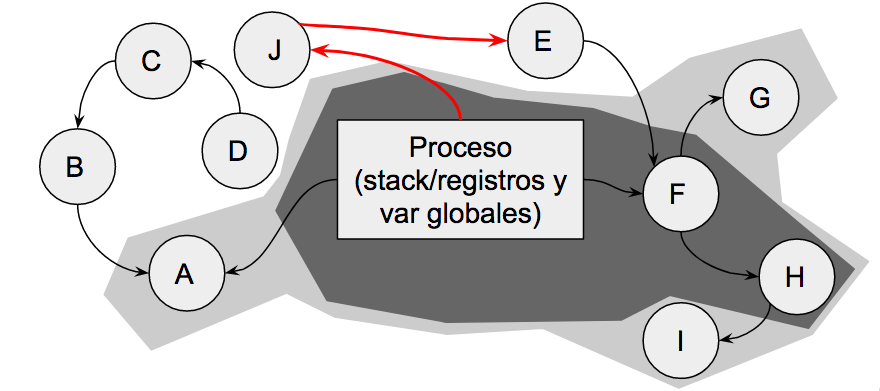 C
J
E
G
B
D
Proceso
(stack/registros y
var globales)
F
A
H
I